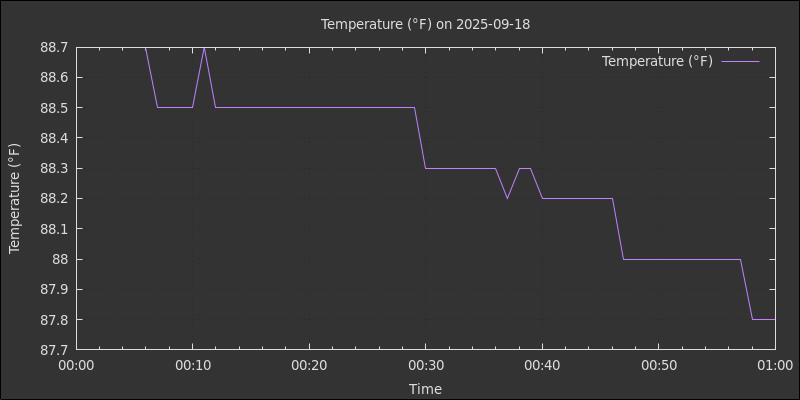 Temperature (°F) on 2025-09-18
Temperature (°F)
88.7
88.6
88.5
88.4
88.3
88.2
88.1
88
87.9
87.8
87.7
Temperature (°F)
00:00 00:10 00:20 00:30 00:40 00:50 01:00
Time